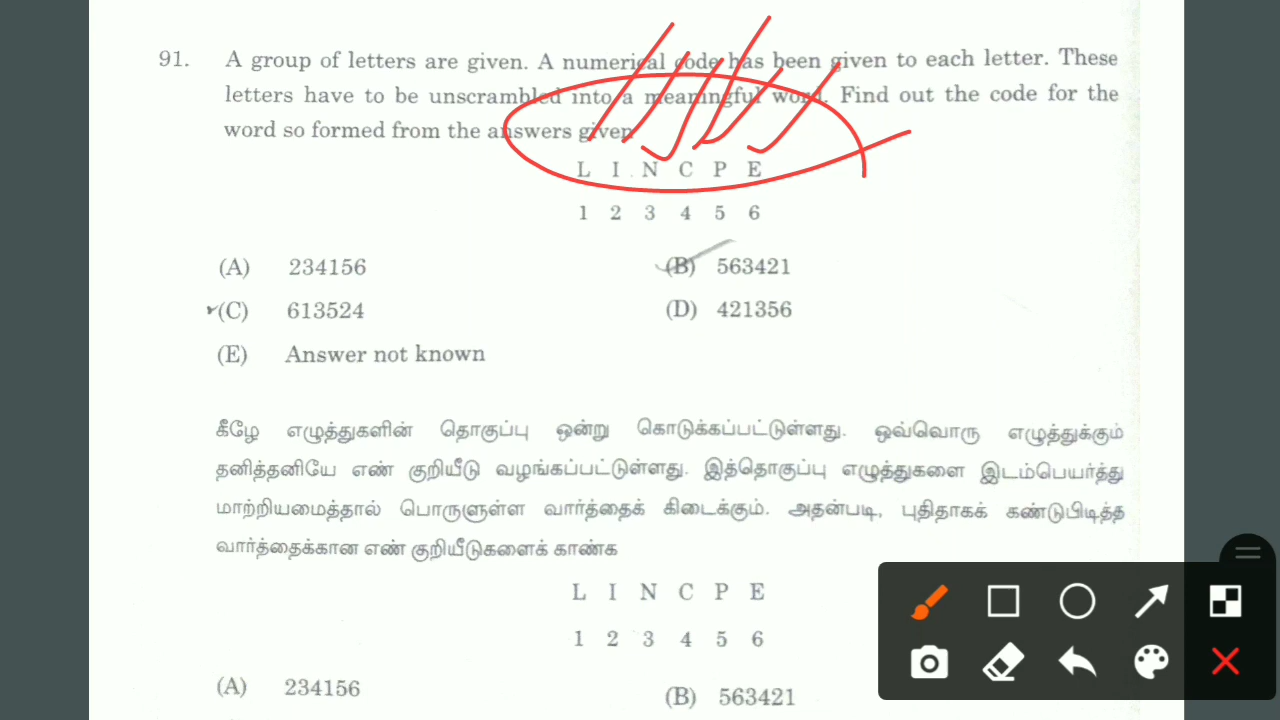 91. A group of letters are given. A numerical code has been given to each letter. These
letters have to be unscrambled into a meaningful word. Find out the code for the
word so formed from the answers given
L I N C P E
1 2 3 4 5 6
(A) 234156 (B) 563421
(C) 613524 (D) 421356
(E) Answer not known
கீழே எழுத்துகளின் தொகுப்பு ஒன்று கொடுக்கப்பட்டுள்ளது. ஒவ்வொரு எழுத்துக்கும்
தனித்தனியே எண் குறியீடு வழங்கப்பட்டுள்ளது. இத்தொகுப்பு எழுத்துகளை இடம்பெயர்த்து
மாற்றியமைத்தால் பொருளுள்ள வார்த்தைக் கிடைக்கும். அதன்படி, புதிதாகக் கண்டுபிடித்த
வார்த்தைக்கான எண் குறியீடுகளைக் காண்க
L I N C P E
1 2 3 4 5 6
(A) 234156 (B) 563421